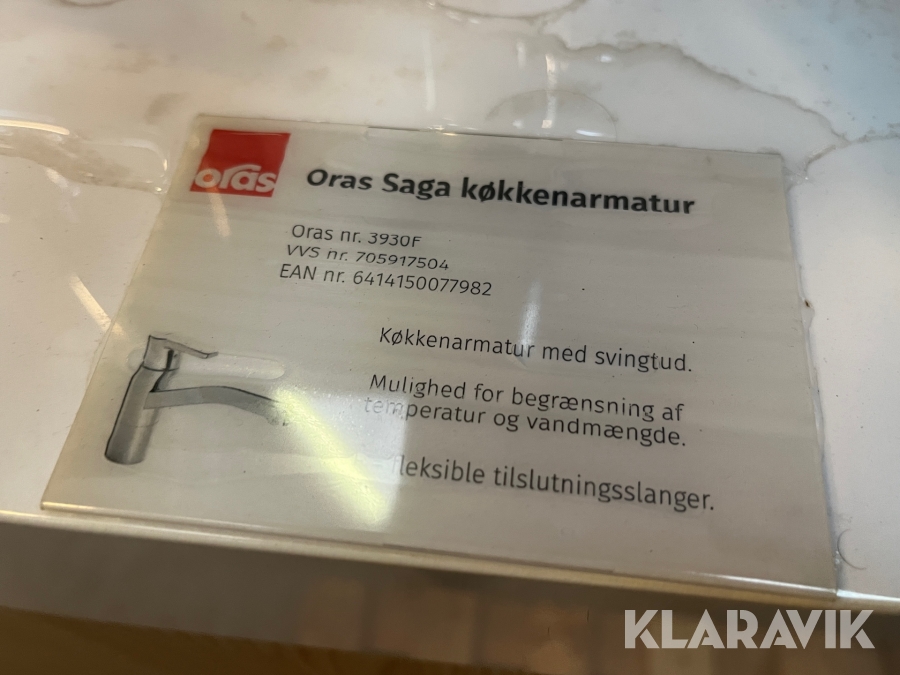 oras
Oras Saga køkkenarmatur
Oras nr. 3930F
VVS nr. 705917504
EAN nr. 6414150077982
Køkkenarmatur med svingtud.
Mulighed for begrænsning af
temperatur og vandmængde.
fleksible tilslutningsslanger.
KLARAVIK